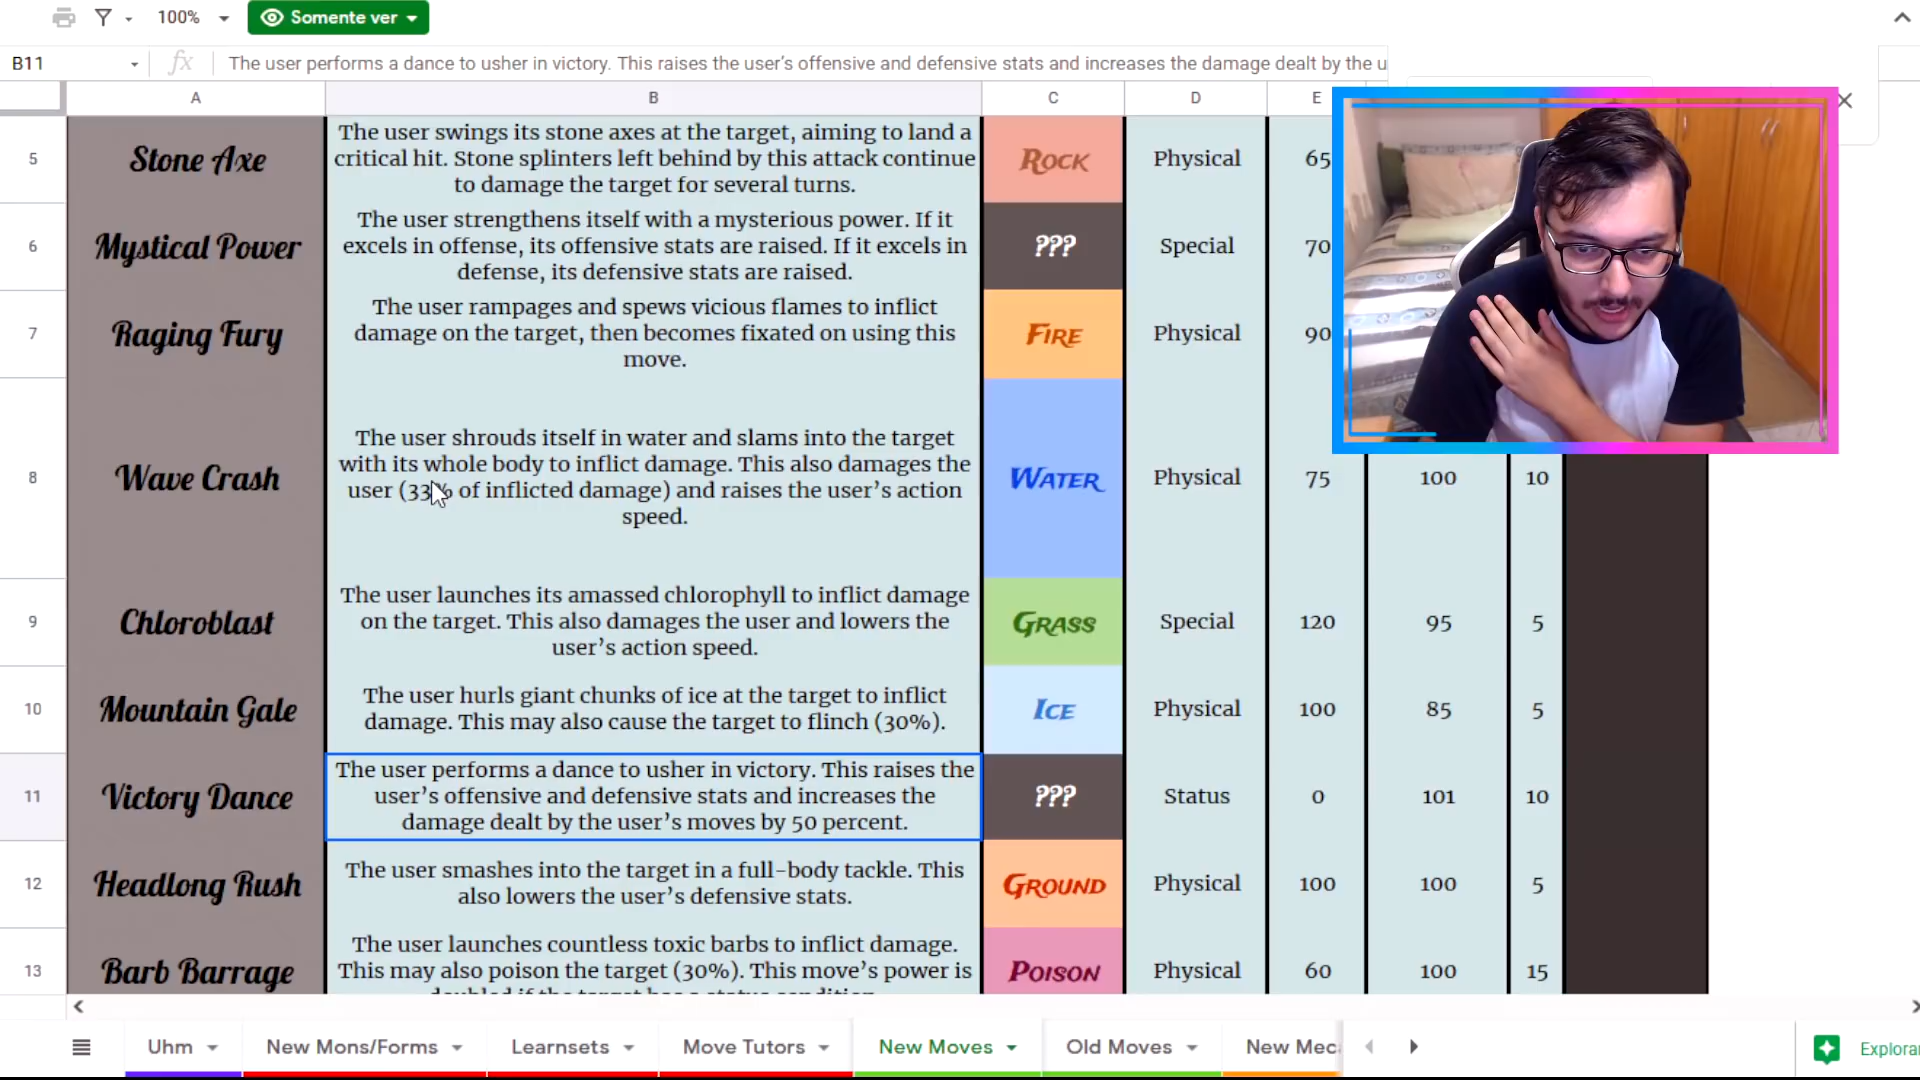 100%
Somente ver
B11
fx
The user performs a dance to usher in victory. This raises the user's offensive and defensive stats and increases the damage dealt by the u
A
B
C
D
E
5
Stone Axe
The user swings its stone axes at the target, aiming to land a
critical hit. Stone splinters left behind by this attack continue
to damage the target for several turns.
ROCK
Physical
65
6
Mystical Power
The user strengthens itself with a mysterious power. If it
excels in offense, its offensive stats are raised. If it excels in
defense, its defensive stats are raised.
???
Special
70
7
Raging Fury
The user rampages and spews vicious flames to inflict
damage on the target, then becomes fixated on using this
move.
FIRE
Physical
90
8
Wave Crash
The user shrouds itself in water and slams into the target
with its whole body to inflict damage. This also damages the
user (33% of inflicted damage) and raises the user's action
speed.
WATER
Physical
75
100
10
9
Chloroblast
The user launches its amassed chlorophyll to inflict damage
on the target. This also damages the user and lowers the
user's action speed.
GRASS
Special
120
95
5
10
Mountain Gale
The user hurls giant chunks of ice at the target to inflict
damage. This may also cause the target to flinch (30%).
ICE
Physical
100
85
5
11
Victory Dance
The user performs a dance to usher in victory. This raises the
user's offensive and defensive stats and increases the
damage dealt by the user's moves by 50 percent.
???
Status
0
101
10
12
Headlong Rush
The user smashes into the target in a full-body tackle. This
also lowers the user's defensive stats.
GROUND
Physical
100
100
5
13
Barb Barrage
The user launches countless toxic barbs to inflict damage.
This may also poison the target (30%). This move's power is
POISON
Physical
60
100
15
Uhm
New Mons/Forms
Learnsets
Move Tutors
New Moves
Old Moves
New Mec
Explorar